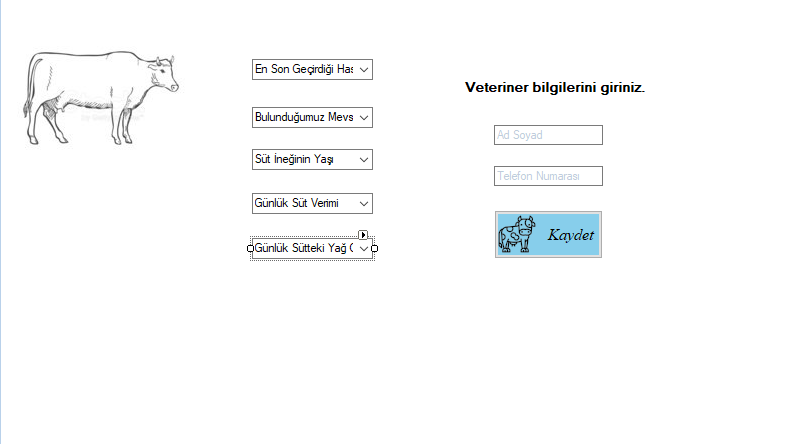 En Son Geçirdiği Has
Bulunduğumuz Mevs
Süt İneğinin Yaşı
Günlük Süt Verimi
Günlük Sütteki Yağ
Veteriner bilgilerini giriniz.
Ad Soyad
Telefon Numarası
Kaydet